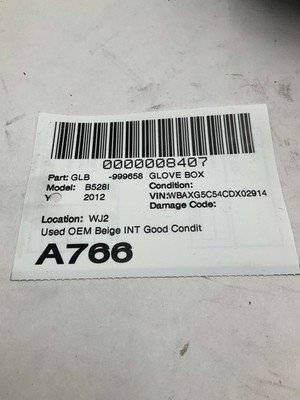 0000008407
Part: GLB -999658 GLOVE BOX
Model: B528I Condition:
Y 2012 VIN:WBAXG5C54CDX02914
Damage Code:
Location: WJ2
Used OEM Beige INT Good Condit
A766